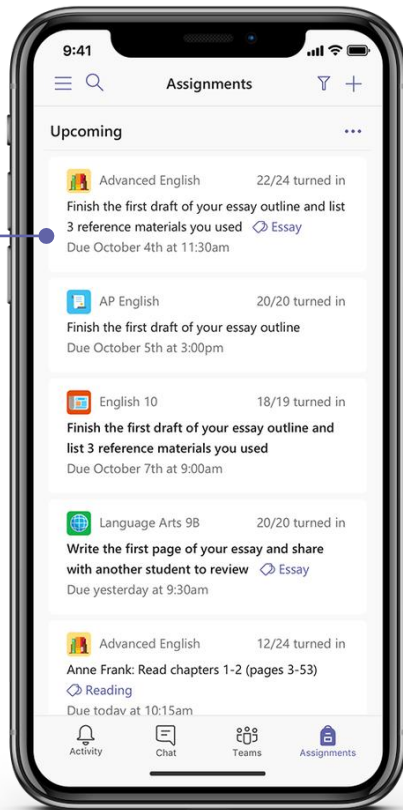 9:41
Assignments
Upcoming
Advanced English 22/24 turned in
Finish the first draft of your essay outline and list
3 reference materials you used Essay
Due October 4th at 11:30am
AP English 20/20 turned in
Finish the first draft of your essay outline
Due October 5th at 3:00pm
English 10 18/19 turned in
Finish the first draft of your essay outline and
list 3 reference materials you used
Due October 7th at 9:00am
Language Arts 9B 20/20 turned in
Write the first page of your essay and share
with another student to review Essay
Due yesterday at 9:30am
Advanced English 12/24 turned in
Anne Frank: Read chapters 1-2 (pages 3-53)
Reading
Due today at 10:15am
Activity Chat Teams Assignments